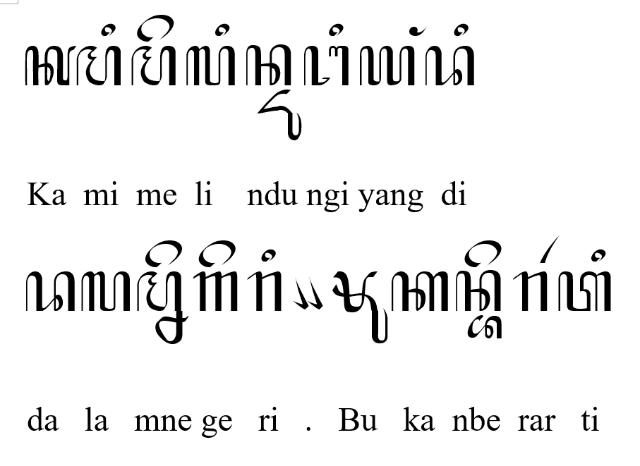 ꦏꦩꦶꦩꦼꦭꦶꦤ꧀ꦢꦸꦔꦶꦪꦁꦢꦶ
Ka mi me li ndu ngi yang di
ꦢꦭꦩ꧀ꦤꦼꦒꦼꦫꦶ꧉ꦧꦸꦏꦤ꧀ꦧꦼꦫꦂꦠꦶ
da la mne ge ri . Bu ka nbe rar ti